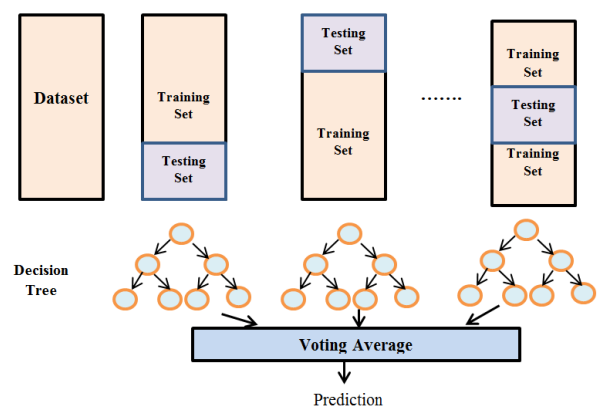 Dataset
Training
Set
Testing
Set
Testing
Set
Training
Set
.......
Training
Set
Testing
Set
Training
Set
Decision
Tree
Voting Average
Prediction